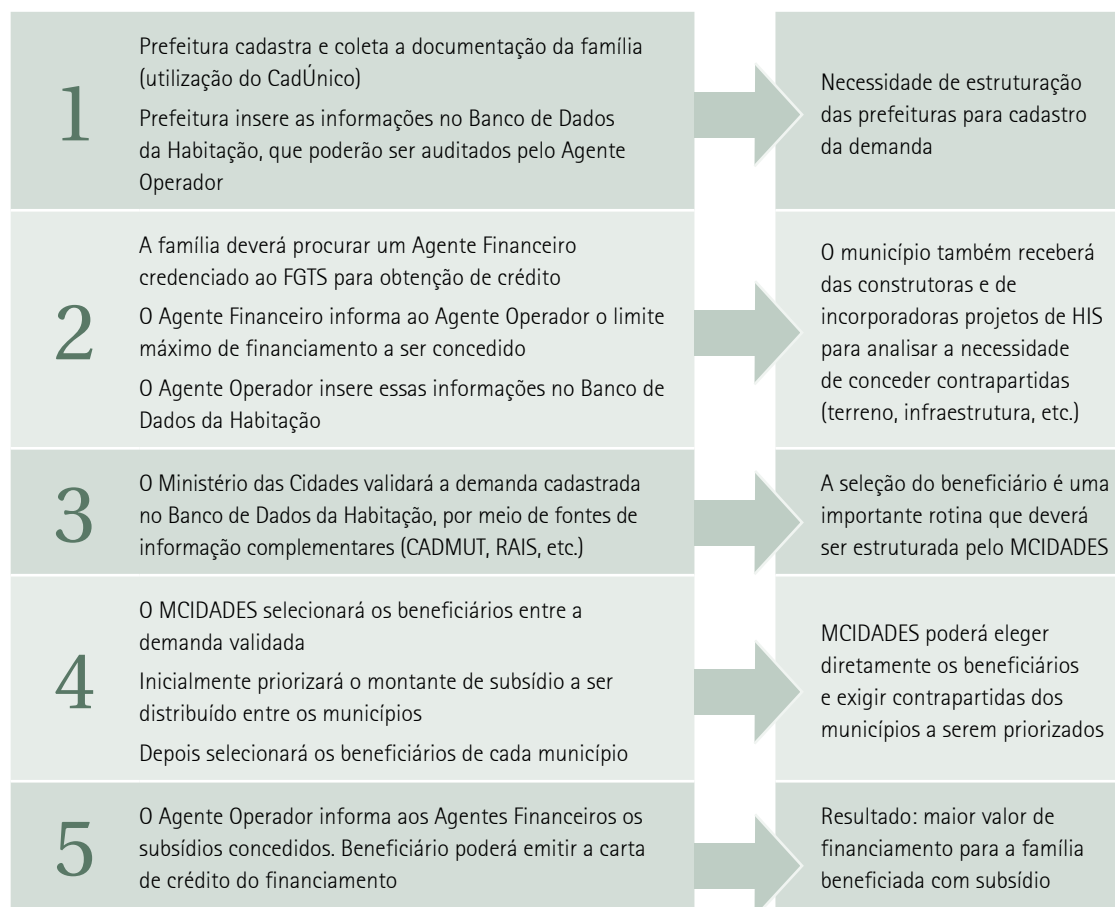 1
Prefeitura cadastra e coleta a documentação da família
(utilização do CadÚnico)
Prefeitura insere as informações no Banco de Dados
da Habitação, que poderão ser auditados pelo Agente
Operador
Necessidade de estruturação
das prefeituras para cadastro
da demanda
2
A família deverá procurar um Agente Financeiro
credenciado ao FGTS para obtenção de crédito
O Agente Financeiro informa ao Agente Operador o limite
máximo de financiamento a ser concedido
O Agente Operador insere essas informações no Banco de
Dados da Habitação
O município também receberá
das construtoras e de
incorporadoras projetos de HIS
para analisar a necessidade
de conceder contrapartidas
(terreno, infraestrutura, etc.)
3
O Ministério das Cidades validará a demanda cadastrada
no Banco de Dados da Habitação, por meio de fontes de
informação complementares (CADMUT, RAIS, etc.)
A seleção do beneficiário é uma
importante rotina que deverá
ser estruturada pelo MCIDADES
4
O MCIDADES selecionará os beneficiários entre a
demanda validada
Inicialmente priorizará o montante de subsídio a ser
distribuído entre os municípios
Depois selecionará os beneficiários de cada município
MCIDADES poderá eleger
diretamente os beneficiários
e exigir contrapartidas dos
municípios a serem priorizados
5
O Agente Operador informa aos Agentes Financeiros os
subsídios concedidos. Beneficiário poderá emitir a carta
de crédito do financiamento
Resultado: maior valor de
financiamento para a família
beneficiada com subsídio